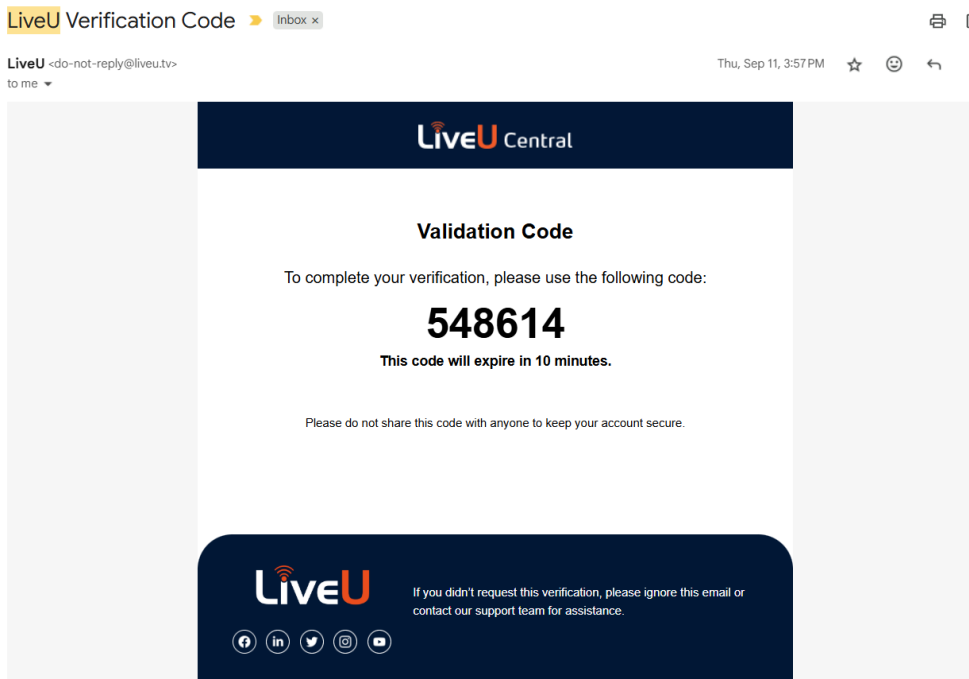 LiveU Verification Code
Inbox ×
LiveU <do-not-reply@liveu.tv>
Thu, Sep 11, 3:57 PM
to me
LiveU Central
Validation Code
To complete your verification, please use the following code:
548614
This code will expire in 10 minutes.
Please do not share this code with anyone to keep your account secure.
LiveU
If you didn't request this verification, please ignore this email or
contact our support team for assistance.